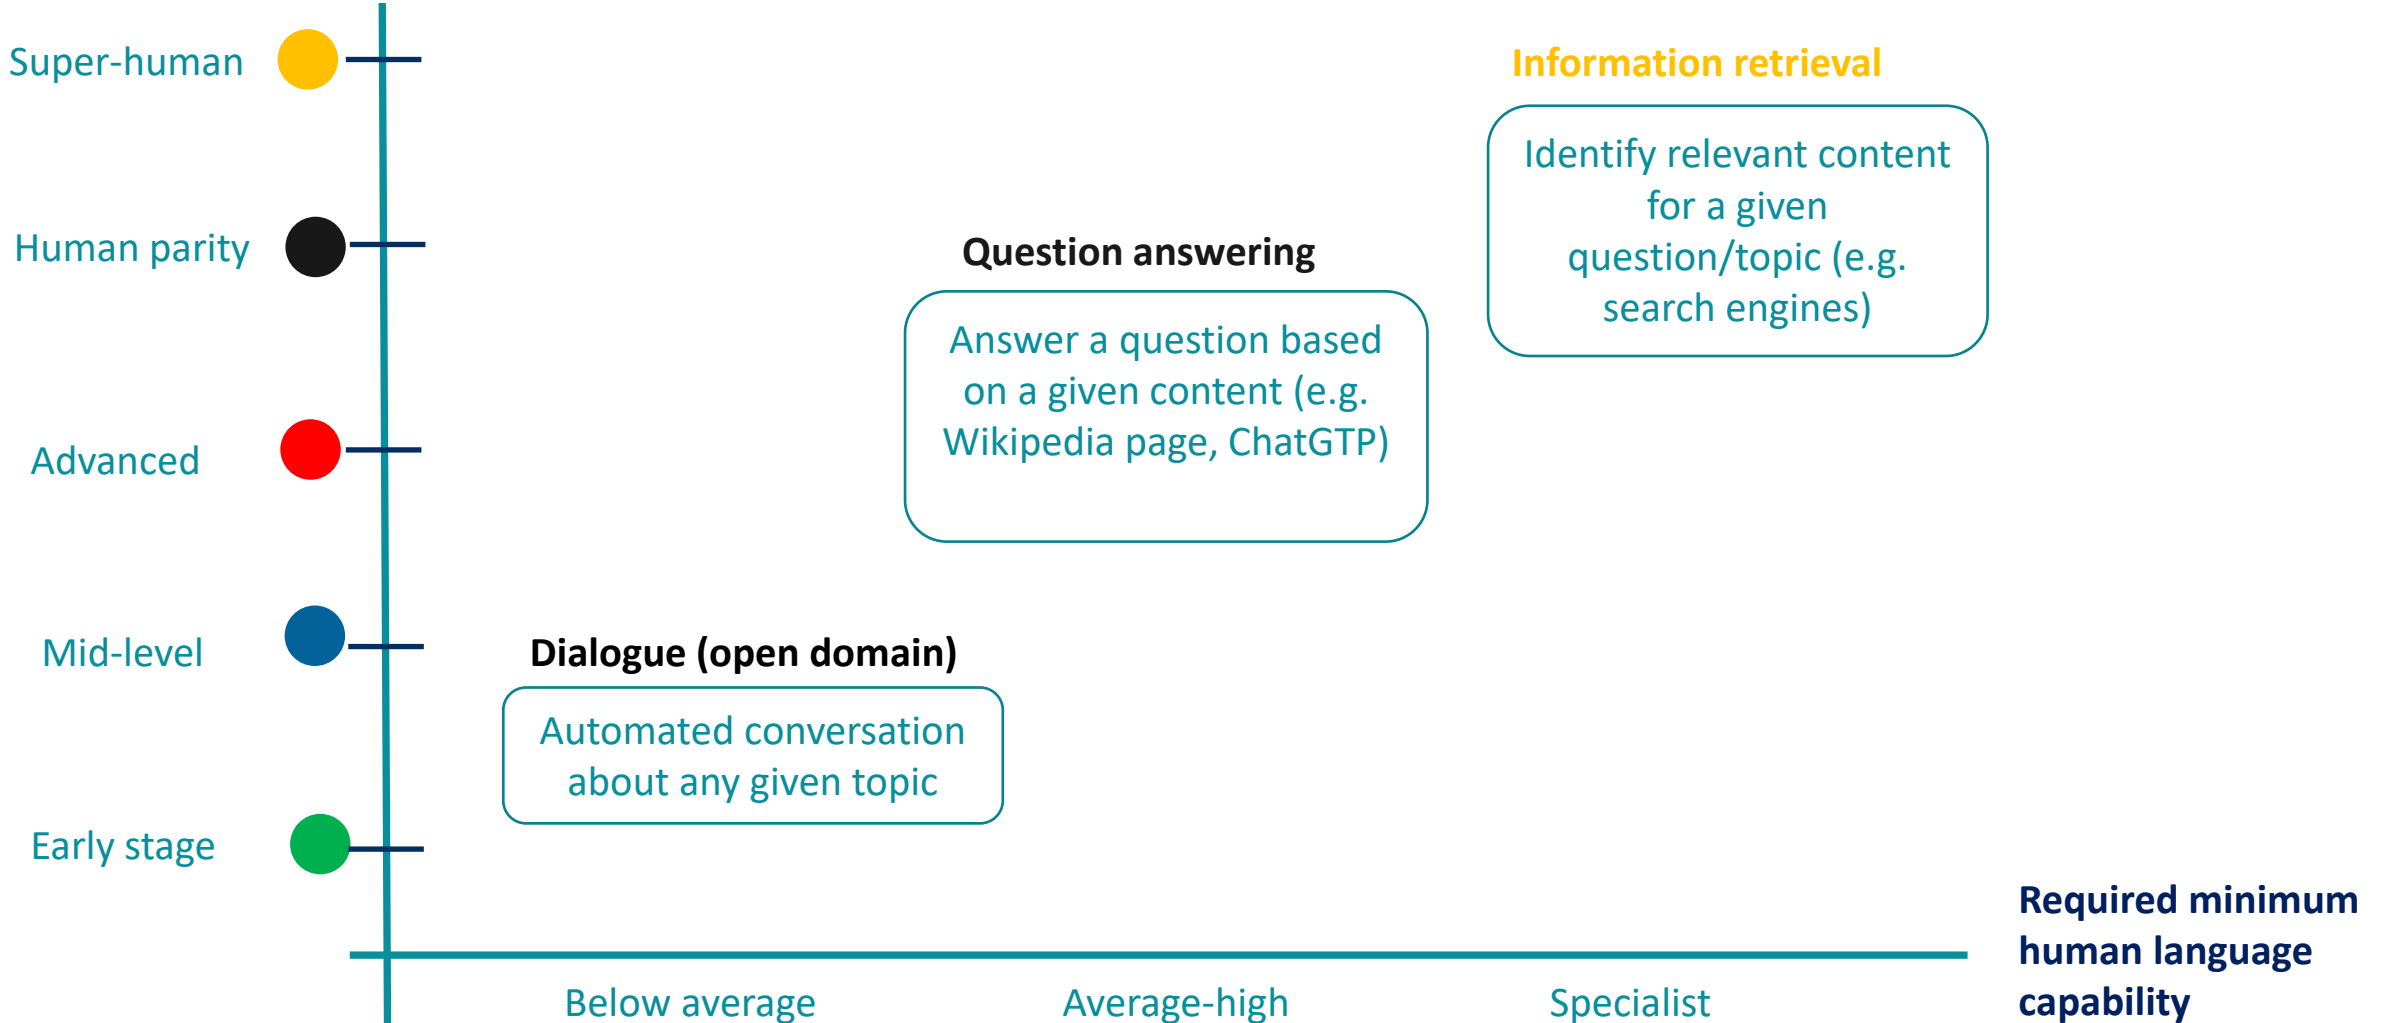 Super-human
Information retrieval
Identify relevant content
for a given
question/topic (e.g.
search engines)
Human parity
Question answering
Answer a question based
on a given content (e.g.
Wikipedia page, ChatGTP)
Advanced
Mid-level
Dialogue (open domain)
Automated conversation
about any given topic
Early stage
Required minimum
human language
capability
Below average
Average-high
Specialist